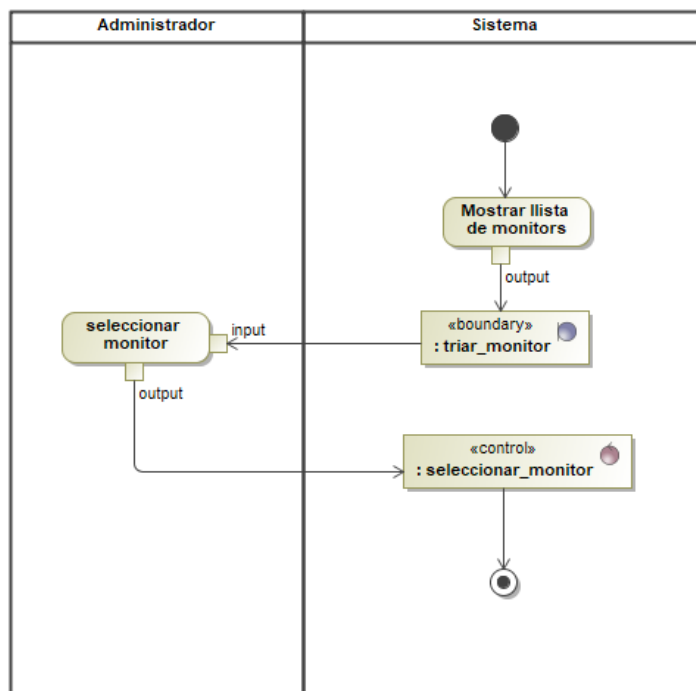 Administrador
Sistema
Mostrar llista
de monitors
output
«boundary»
: triar_monitor
input
seleccionar
monitor
output
«control»
: seleccionar_monitor